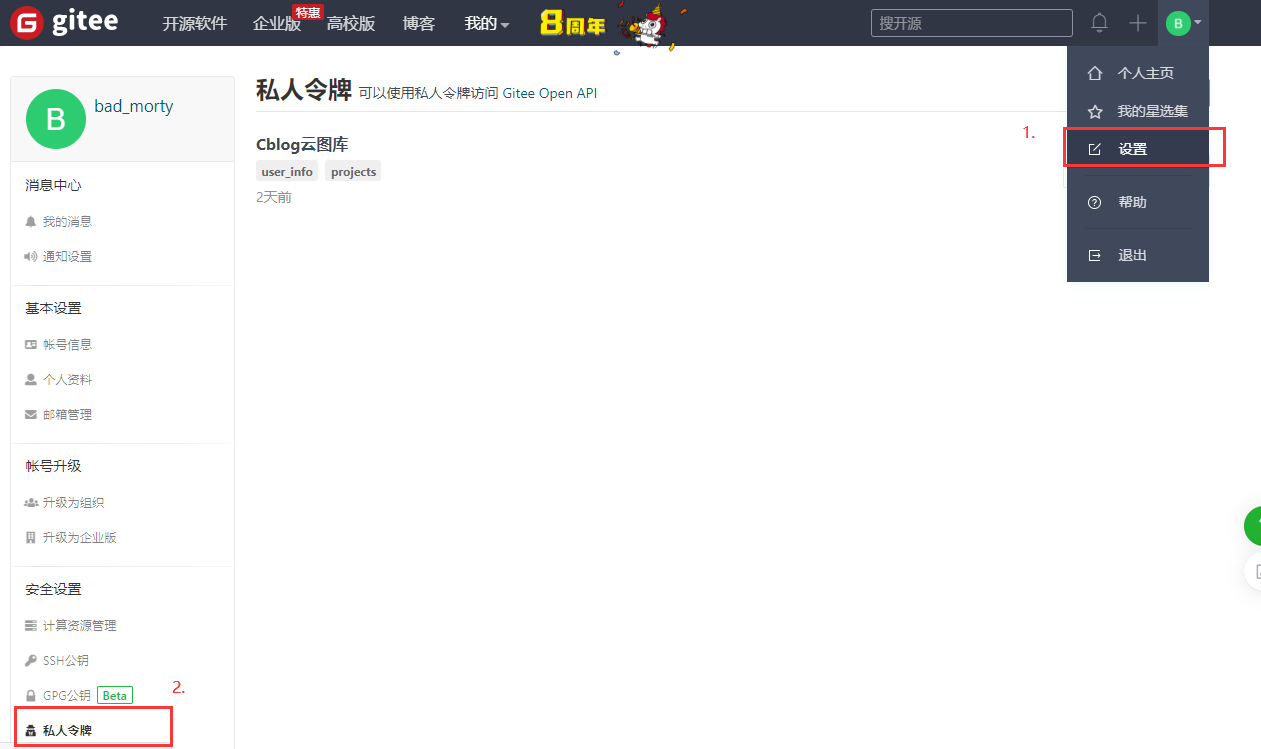 gitee 开源软件 企业版 特惠 高校版 博客 我的 8周年 搜开源 B
个人主页
我的星选集
1.
设置
帮助
退出
B bad_morty
消息中心
我的消息
通知设置
基本设置
帐号信息
个人资料
邮箱管理
帐号升级
升级为组织
升级为企业版
安全设置
计算资源管理
SSH公钥
GPG公钥 Beta
2.
私人令牌
私人令牌 可以使用私人令牌访问 Gitee Open API
Cblog云图库
user_info projects
2天前